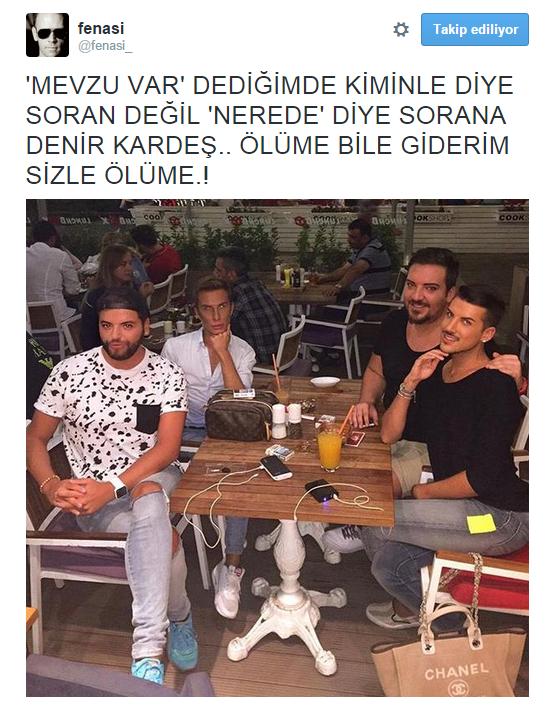 fenasi
@fenasi_
Takip ediliyor
'MEVZU VAR' DEDİĞİMDE KİMİNLE DİYE
SORAN DEĞİL 'NEREDE' DİYE SORANA
DENİR KARDEŞ.. ÖLÜME BİLE GİDERİM
SİZLE ÖLÜME.!
COOKSHOP
COOK
CHANEL